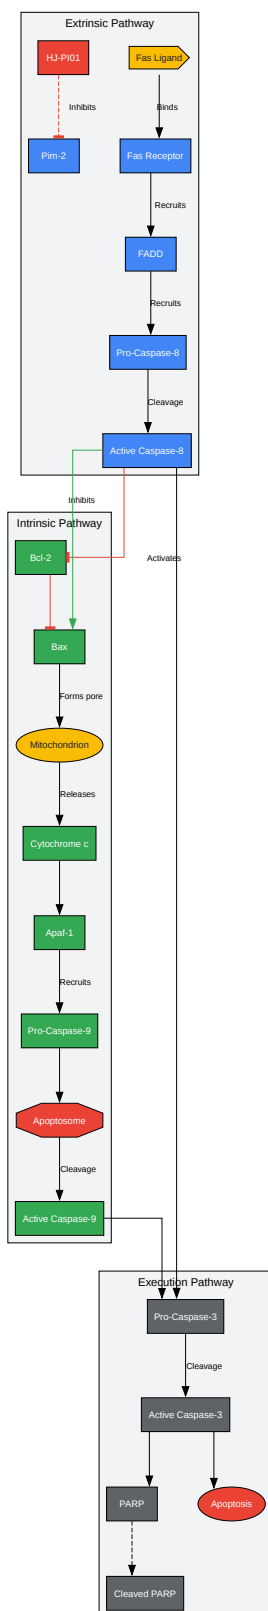 Extrinsic Pathway
HJ-PI01
Fas Ligand
Inhibits
Binds
Pim-2
Fas Receptor
Recruits
FADD
Recruits
Pro-Caspase-8
Cleavage
Active Caspase-8
Inhibits
Intrinsic Pathway
Bcl-2
Activates
Bax
Forms pore
Mitochondrion
Releases
Cytochrome c
Apaf-1
Recruits
Pro-Caspase-9
Apoptosome
Cleavage
Active Caspase-9
Execution Pathway
Pro-Caspase-3
Cleavage
Active Caspase-3
PARP
Apoptosis
Cleaved PARP